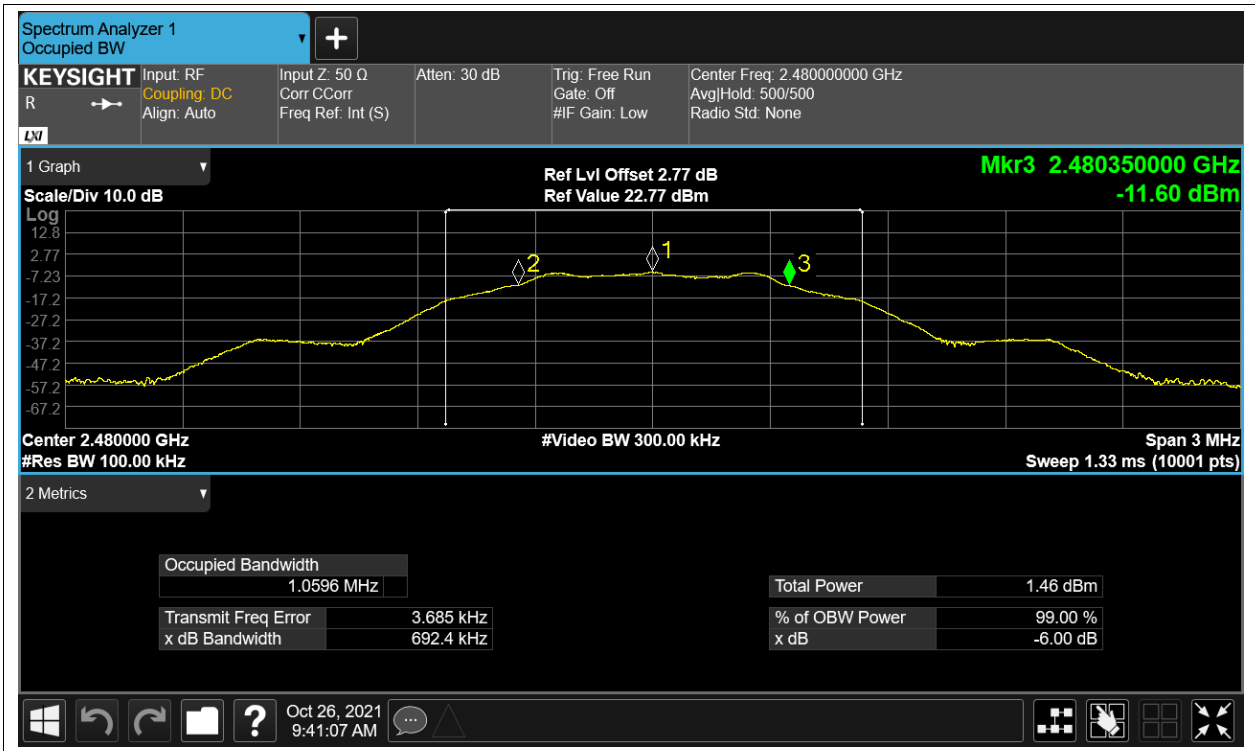 Spectrum Analyzer 1
Occupied BW
KEYSIGHT
R
LXI
Input: RF
Coupling: DC
Align: Auto
Input Z: 50 Ω
Corr CCorr
Freq Ref: Int (S)
Atten: 30 dB
Trig: Free Run
Gate: Off
#IF Gain: Low
Center Freq: 2.480000000 GHz
Avg|Hold: 500/500
Radio Std: None
1 Graph
Scale/Div 10.0 dB
Ref Lvl Offset 2.77 dB
Ref Value 22.77 dBm
Mkr3 2.480350000 GHz
-11.60 dBm
Log
12.8
2.77
-7.23
-17.2
-27.2
-37.2
-47.2
-57.2
-67.2
2
1
3
Center 2.480000 GHz
#Video BW 300.00 kHz
Span 3 MHz
#Res BW 100.00 kHz
Sweep 1.33 ms (10001 pts)
2 Metrics
Occupied Bandwidth
1.0596 MHz
Transmit Freq Error 3.685 kHz
x dB Bandwidth 692.4 kHz
Total Power 1.46 dBm
% of OBW Power 99.00 %
x dB -6.00 dB
?
Oct 26, 2021
9:41:07 AM